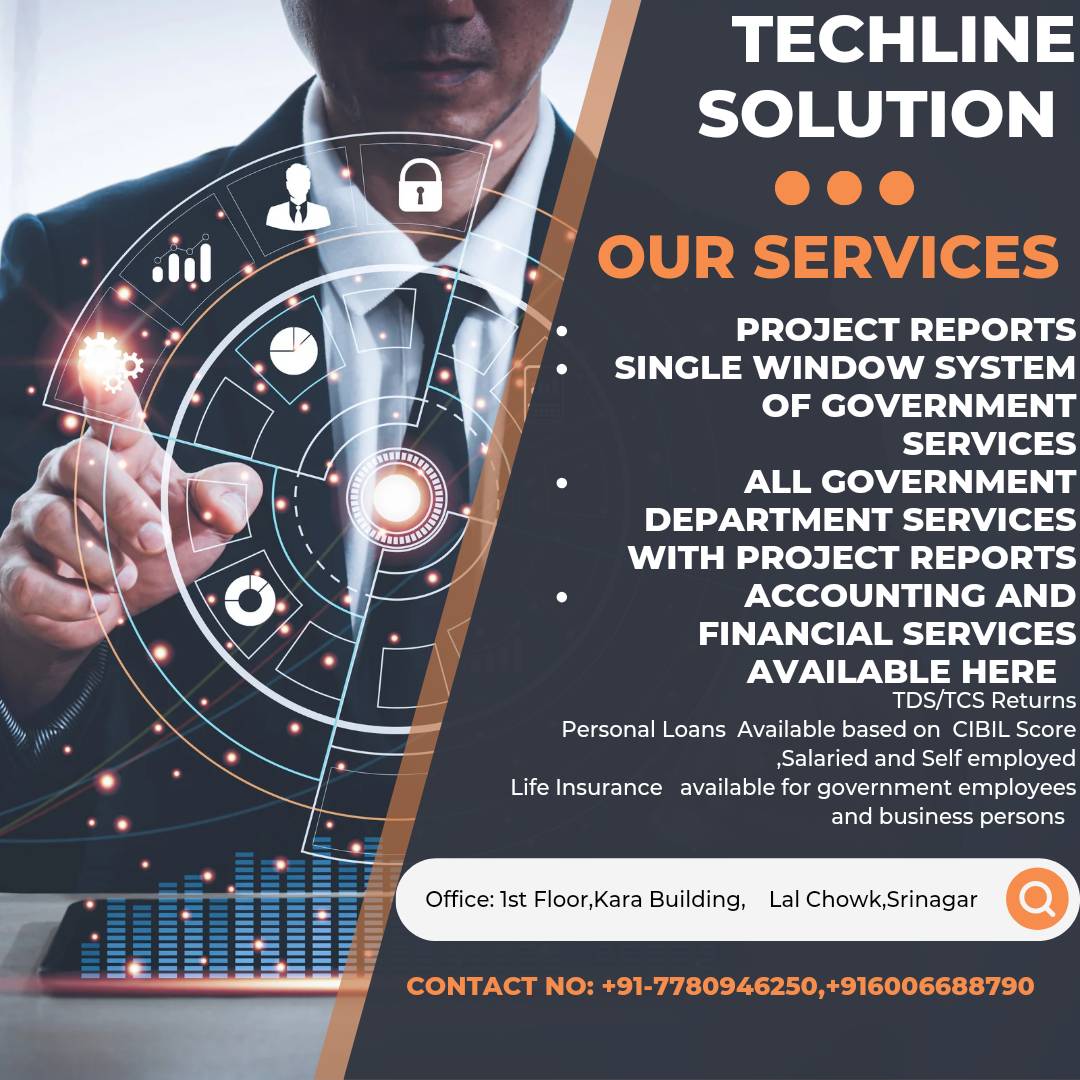 TECHLINE
SOLUTION
OUR SERVICES
• PROJECT REPORTS
• SINGLE WINDOW SYSTEM
OF GOVERNMENT
SERVICES
• ALL GOVERNMENT
DEPARTMENT SERVICES
WITH PROJECT REPORTS
• ACCOUNTING AND
FINANCIAL SERVICES
AVAILABLE HERE
TDS/TCS Returns
Personal Loans Available based on CIBIL Score
,Salaried and Self employed
Life Insurance available for government employees
and business persons
Office: 1st Floor,Kara Building, Lal Chowk,Srinagar
CONTACT NO: +91-7780946250,+916006688790